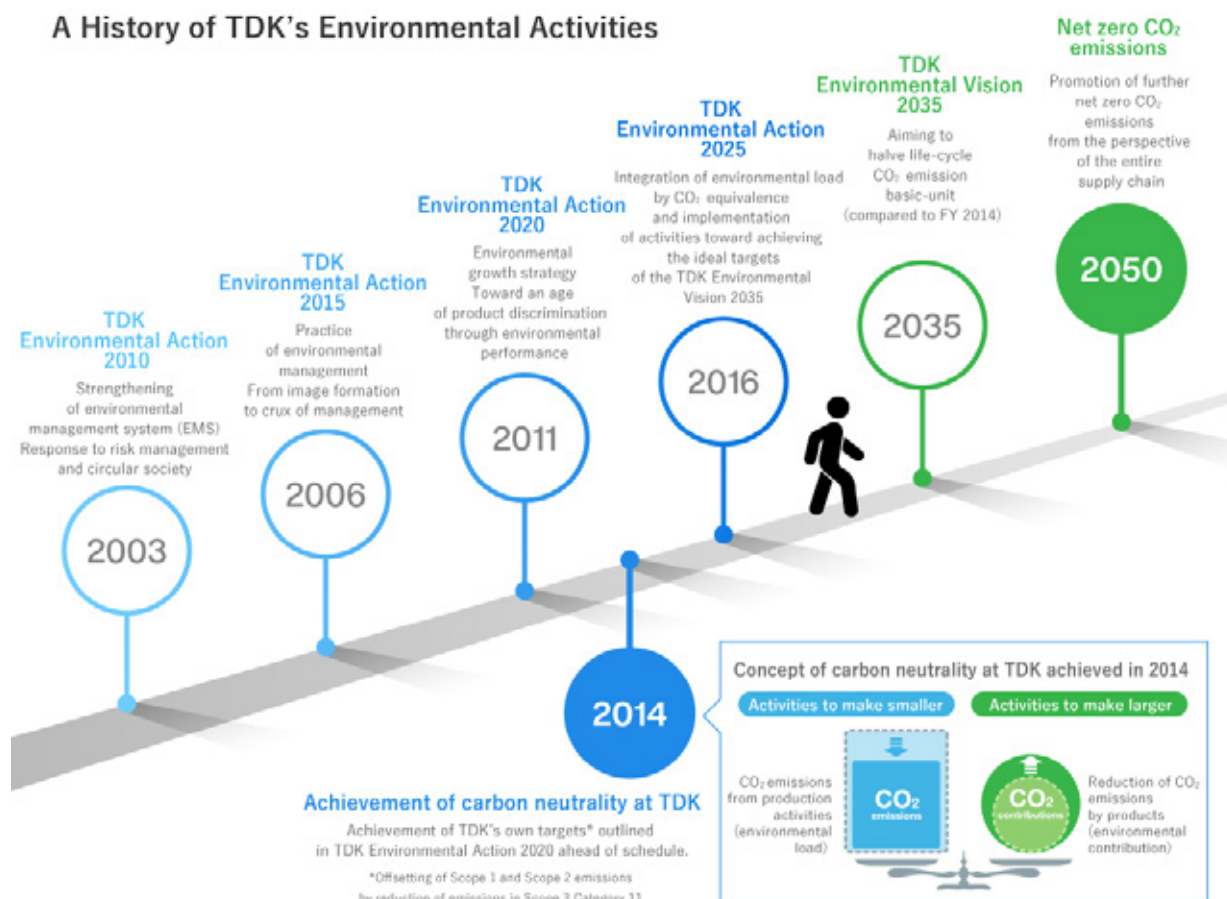 A History of TDK's Environmental Activities
TDK
Environmental Action
2010
Strengthening
of environmental
management system (EMS)
Response to risk management
and circular society
2003
TDK
Environmental Action
2015
Practice
of environmental
management
From image formation
to crux of management
2006
TDK
Environmental Action
2020
Environmental
growth strategy
Toward an age
of product discrimination
through environmental
performance
2011
TDK
Environmental Action
2025
Integration of environmental load
by CO₂ equivalence
and implementation
of activities toward achieving
the ideal targets
of the TDK Environmental
Vision 2035
2016
TDK
Environmental Vision
2035
Aiming to
halve life-cycle
CO₂ emission
basic-unit
(compared to FY 2014)
2035
Net zero CO₂
emissions
Promotion of further
net zero CO₂
emissions
from the perspective
of the entire
supply chain
2050
2014
Achievement of carbon neutrality at TDK
Achievement of TDK's own targets* outlined
in TDK Environmental Action 2020 ahead of schedule.
*Offsetting of Scope 1 and Scope 2 emissions
by reduction of emissions in Scope 3 Category 11
Concept of carbon neutrality at TDK achieved in 2014
Activities to make smaller
CO₂ emissions
from production
activities
(environmental
load)
CO₂
emissions
Activities to make larger
CO₂
contributions
Reduction of CO₂
emissions
by products
(environmental
contribution)